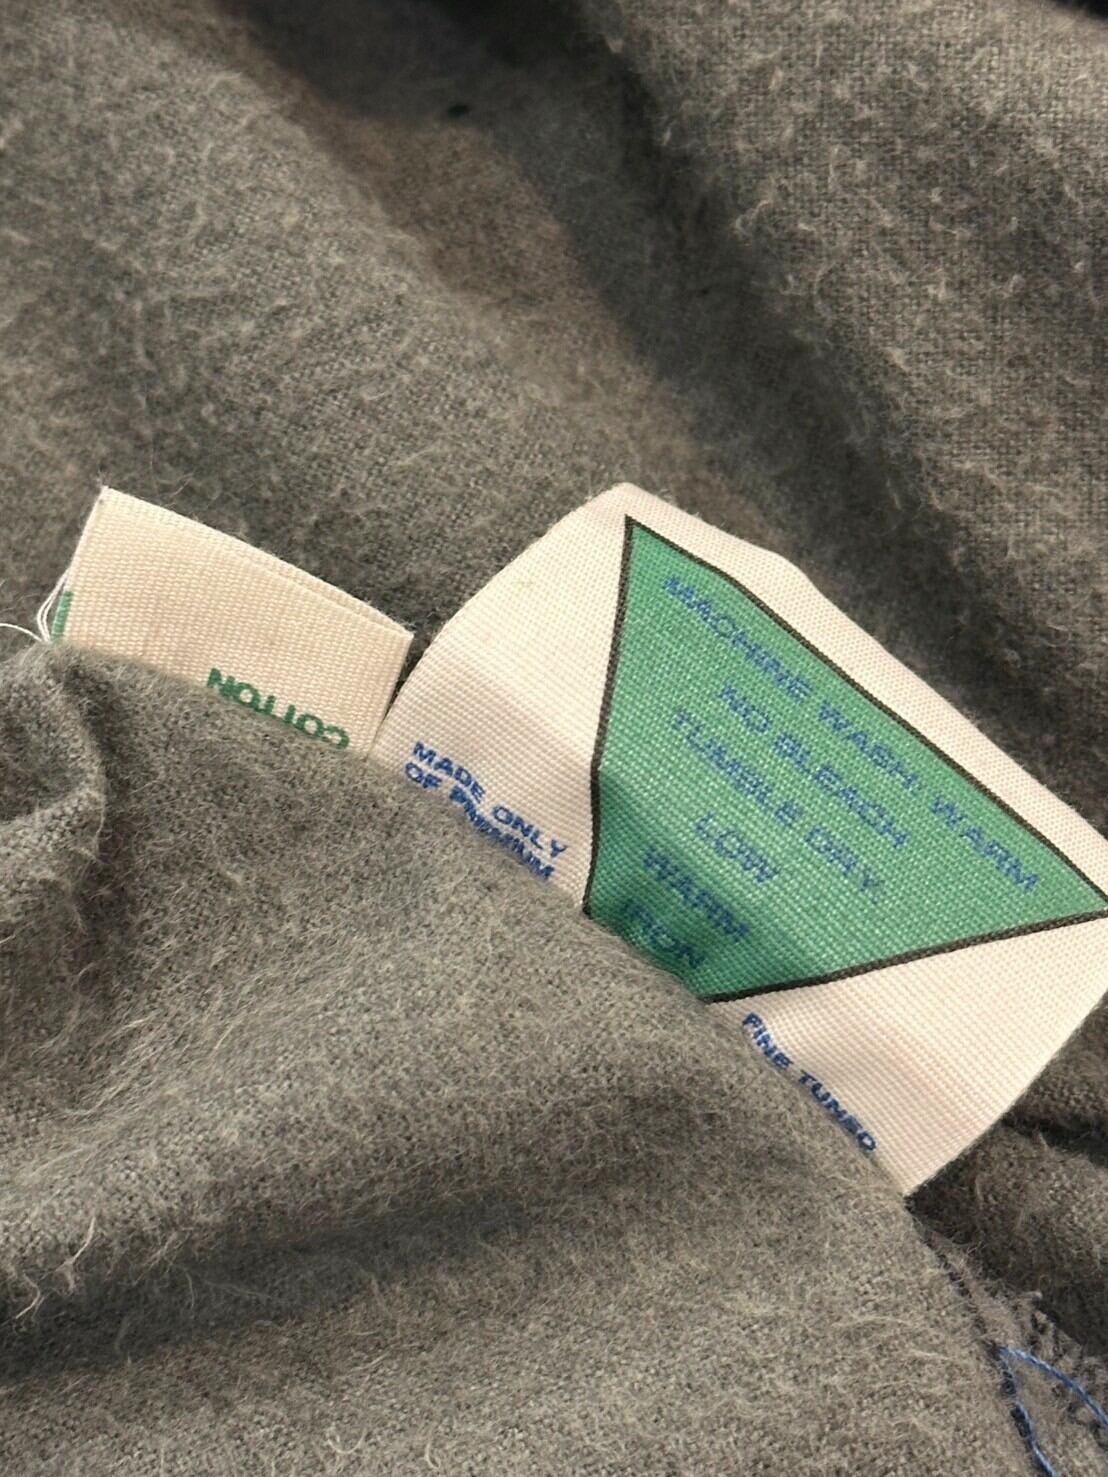 COTTON
MADE ONLY
OF PREMIUM
MACHINE WASH: WARM
NO BLEACH
TUMBLE DRY
LOW
WARM
IRON
FINE TUNED